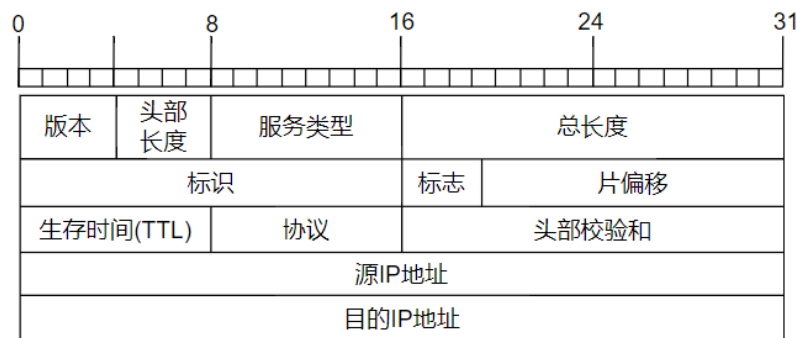 0 8 16 24 31
版本 头部长度 服务类型 总长度
标识 标志 片偏移
生存时间(TTL) 协议 头部校验和
源IP地址
目的IP地址